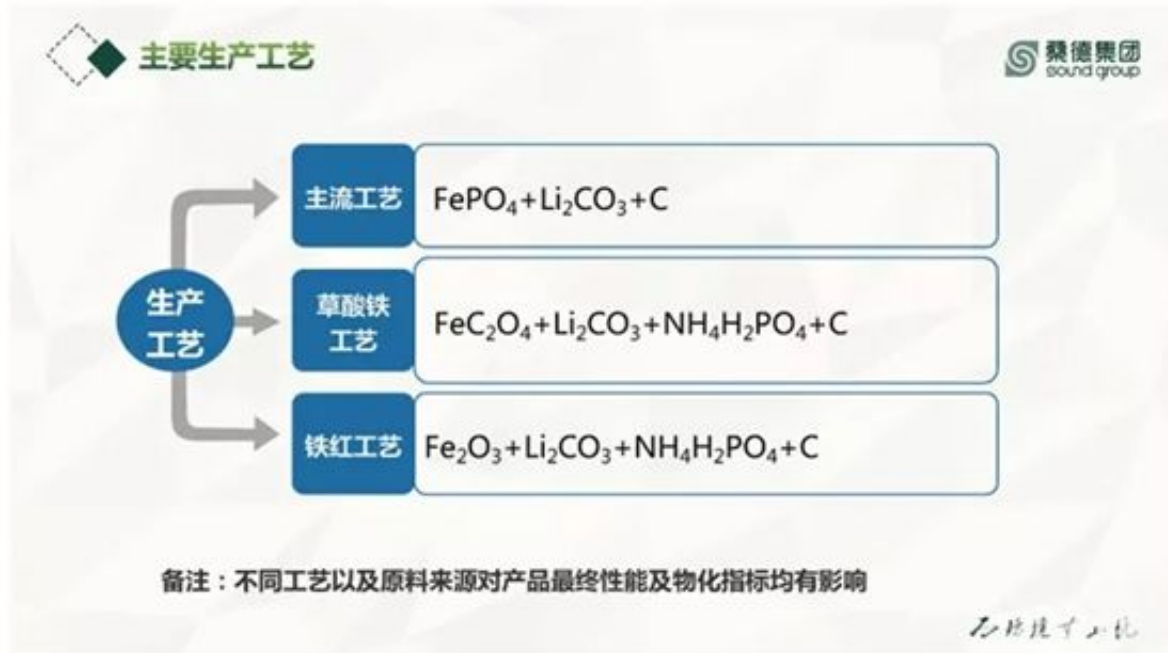 主要生产工艺
桑德集团
sound group
主流工艺
FePO₄+Li₂CO₃+C
生产
工艺
草酸铁
工艺
FeC₂O₄+Li₂CO₃+NH₄H₂PO₄+C
铁红工艺
Fe₂O₃+Li₂CO₃+NH₄H₂PO₄+C
备注：不同工艺以及原料来源对产品最终性能及物化指标均有影响